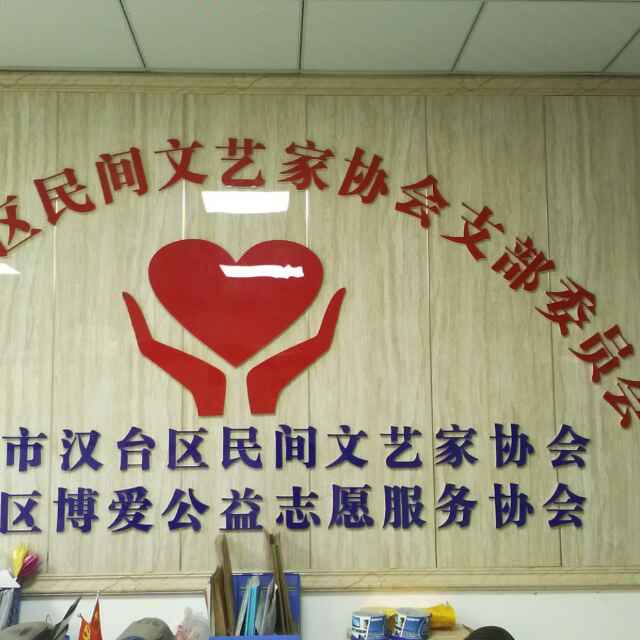 区民间文艺家协会支部委员会
市汉台区民间文艺家协会
区博爱公益志愿服务协会